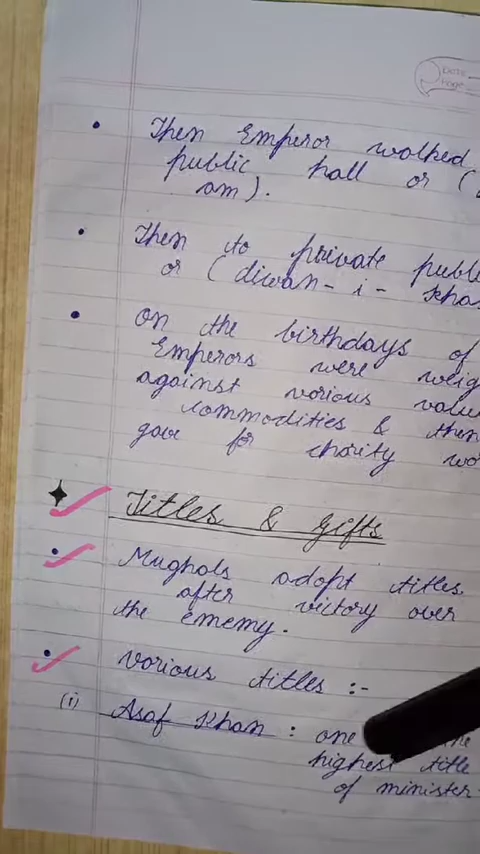 Date
Page
Then Emperor walked
public hall or (
am).
Then to private
or (diwan-i-
On the birthdays of
Emperors were
against various
commodities & then
gave for charity
Titles & Gifts
Mughals adopt titles
after victory over
the enemy.
Various titles :-
(i) Asaf Khan : one
highest title
of minister